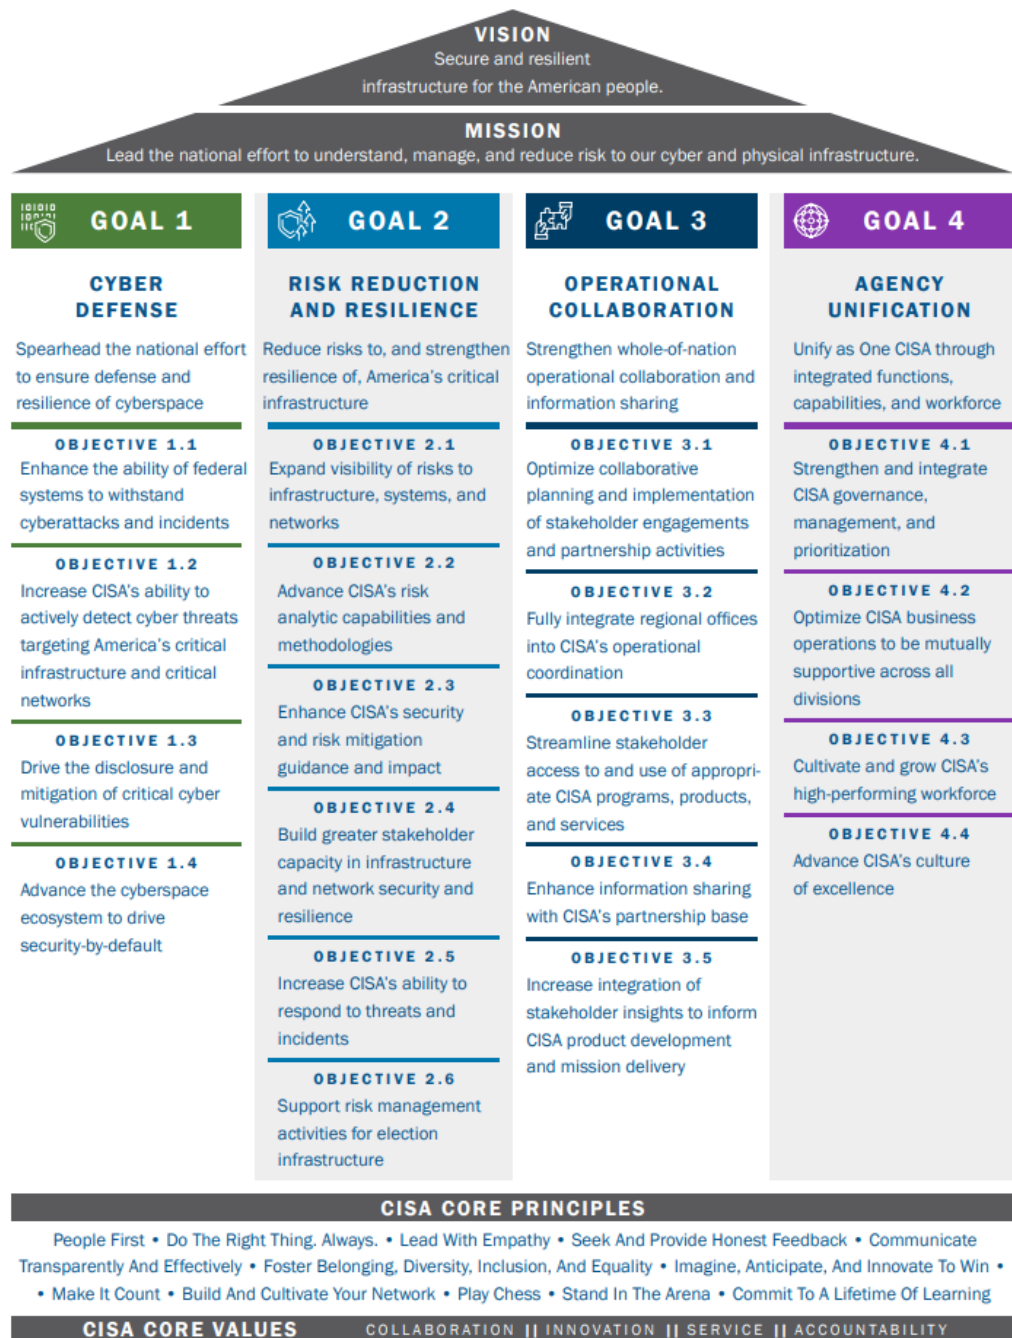 VISION
Secure and resilient
infrastructure for the American people.
MISSION
Lead the national effort to understand, manage, and reduce risk to our cyber and physical infrastructure.
GOAL 1
CYBER
DEFENSE
Spearhead the national effort
to ensure defense and
resilience of cyberspace
OBJECTIVE 1.1
Enhance the ability of federal
systems to withstand
cyberattacks and incidents
OBJECTIVE 1.2
Increase CISA's ability to
actively detect cyber threats
targeting America's critical
infrastructure and critical
networks
OBJECTIVE 1.3
Drive the disclosure and
mitigation of critical cyber
vulnerabilities
OBJECTIVE 1.4
Advance the cyberspace
ecosystem to drive
security-by-default
GOAL 2
RISK REDUCTION
AND RESILIENCE
Reduce risks to, and strengthen
resilience of, America's critical
infrastructure
OBJECTIVE 2.1
Expand visibility of risks to
infrastructure, systems, and
networks
OBJECTIVE 2.2
Advance CISA's risk
analytic capabilities and
methodologies
OBJECTIVE 2.3
Enhance CISA's security
and risk mitigation
guidance and impact
OBJECTIVE 2.4
Build greater stakeholder
capacity in infrastructure
and network security and
resilience
OBJECTIVE 2.5
Increase CISA's ability to
respond to threats and
incidents
OBJECTIVE 2.6
Support risk management
activities for election
infrastructure
GOAL 3
OPERATIONAL
COLLABORATION
Strengthen whole-of-nation
operational collaboration and
information sharing
OBJECTIVE 3.1
Optimize collaborative
planning and implementation
of stakeholder engagements
and partnership activities
OBJECTIVE 3.2
Fully integrate regional offices
into CISA's operational
coordination
OBJECTIVE 3.3
Streamline stakeholder
access to and use of appropri-
ate CISA programs, products,
and services
OBJECTIVE 3.4
Enhance information sharing
with CISA's partnership base
OBJECTIVE 3.5
Increase integration of
stakeholder insights to inform
CISA product development
and mission delivery
GOAL 4
AGENCY
UNIFICATION
Unify as One CISA through
integrated functions,
capabilities, and workforce
OBJECTIVE 4.1
Strengthen and integrate
CISA governance,
management, and
prioritization
OBJECTIVE 4.2
Optimize CISA business
operations to be mutually
supportive across all
divisions
OBJECTIVE 4.3
Cultivate and grow CISA's
high-performing workforce
OBJECTIVE 4.4
Advance CISA's culture
of excellence
CISA CORE PRINCIPLES
People First • Do The Right Thing. Always. • Lead With Empathy • Seek And Provide Honest Feedback • Communicate
Transparently And Effectively • Foster Belonging, Diversity, Inclusion, And Equality • Imagine, Anticipate, And Innovate To Win •
• Make It Count • Build And Cultivate Your Network • Play Chess • Stand In The Arena • Commit To A Lifetime Of Learning
CISA CORE VALUES COLLABORATION || INNOVATION || SERVICE || ACCOUNTABILITY